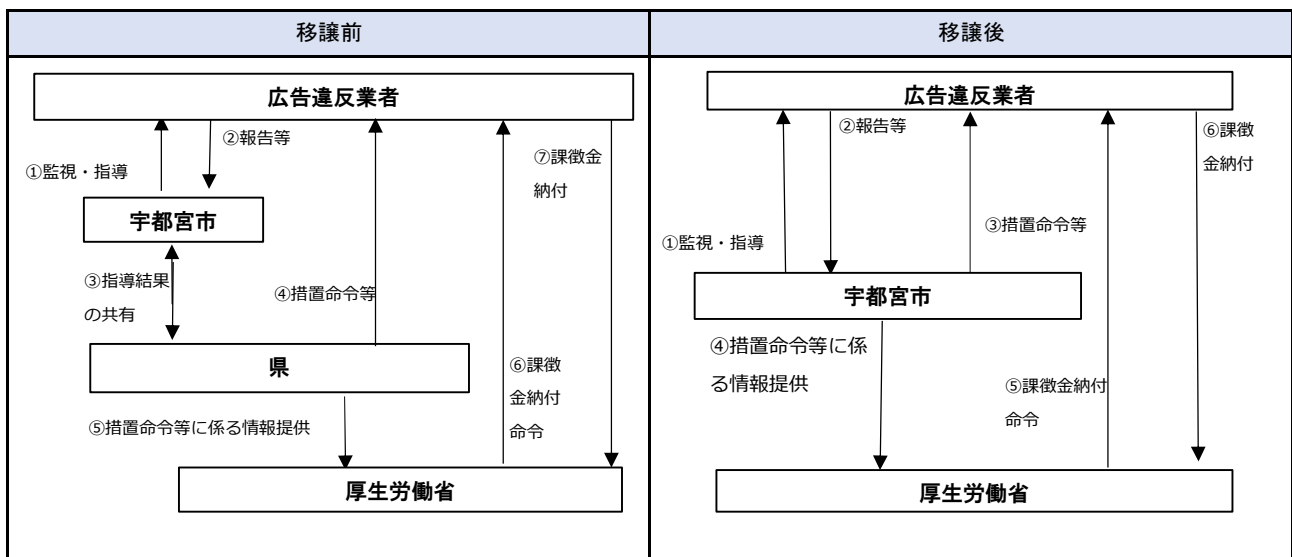 移譲前
広告違反業者
②報告等
①監視・指導
⑦課徴金
納付
宇都宮市
③指導結果
の共有
④措置命令等
県
⑥課徴
金納付
命令
⑤措置命令等に係る情報提供
厚生労働省
移譲後
広告違反業者
②報告等
⑥課徴
金納付
③措置命令等
①監視・指導
宇都宮市
④措置命令等に係
る情報提供
⑤課徴金納付
命令
厚生労働省